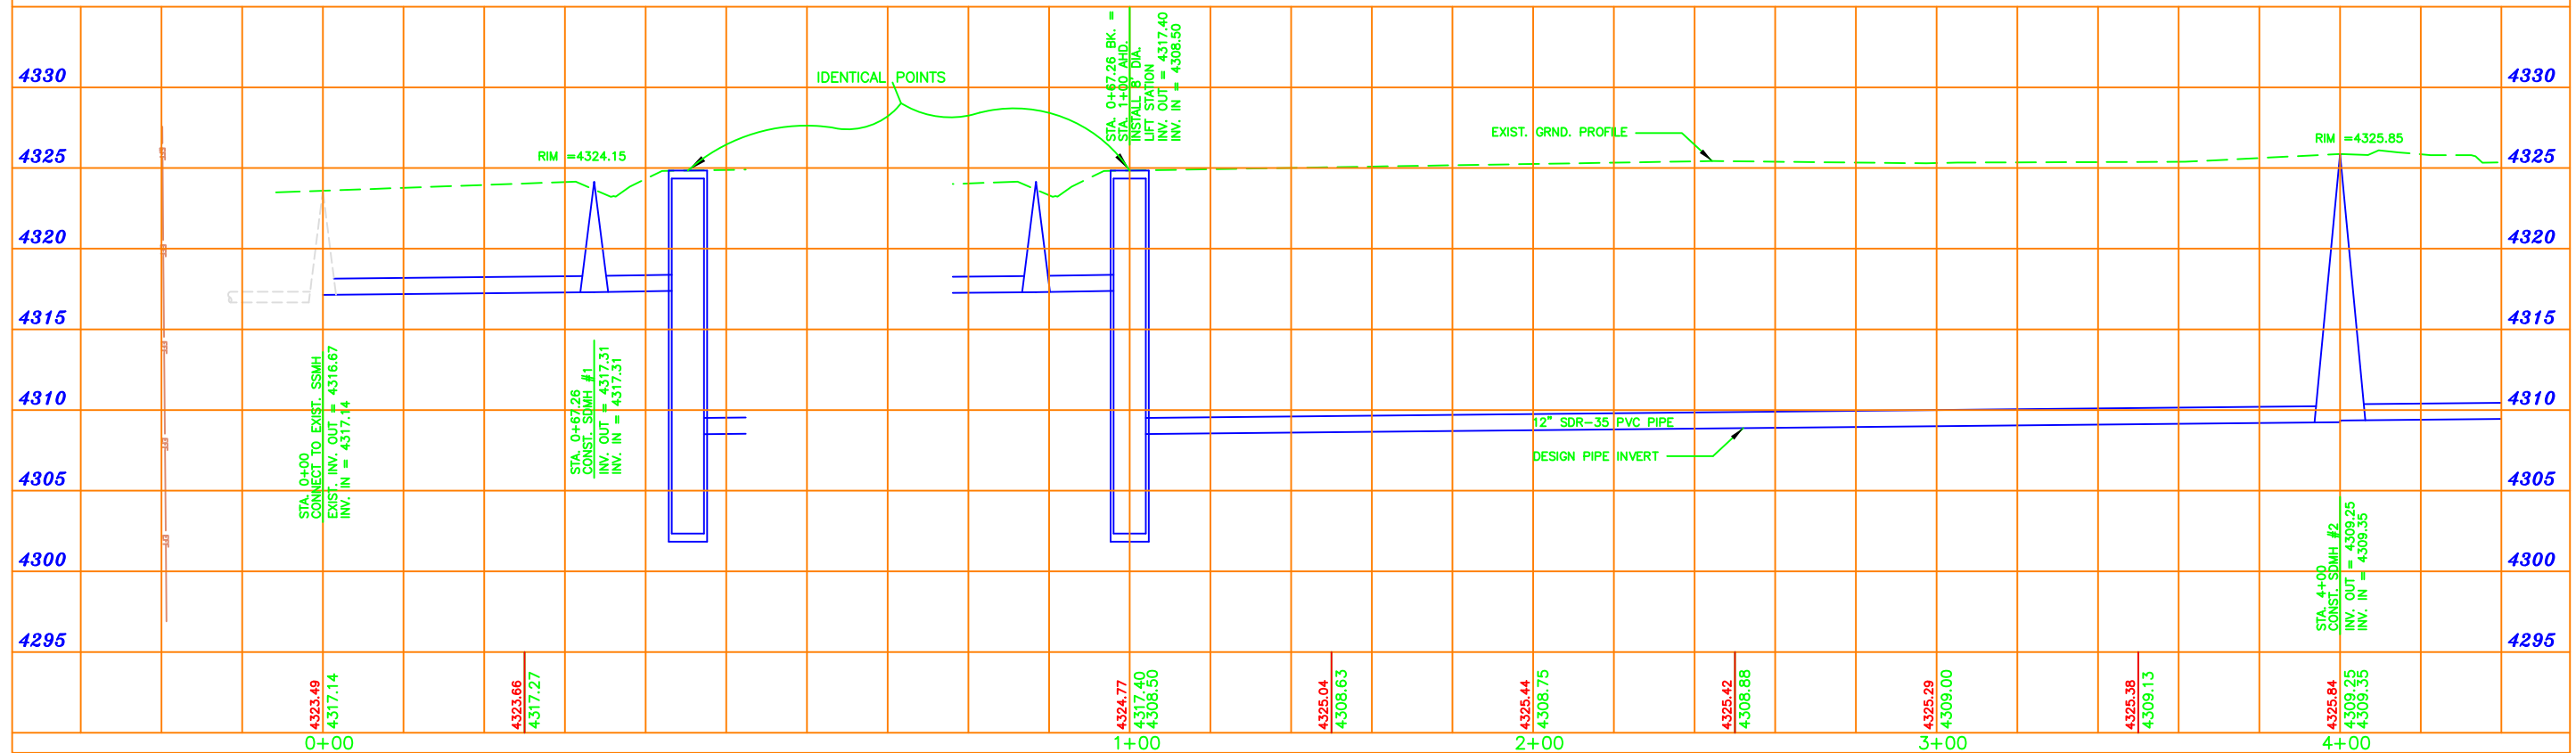 STA. 0+67.26 BK. =
STA. 1+00 AHD.
INSTALL 8' DIA.
LIFT STATION
INV. OUT = 4317.40
INV. IN = 4308.50
4330
IDENTICAL POINTS
4330
EXIST. GRND. PROFILE
RIM =4325.85
4325
RIM =4324.15
4325
4320
4320
4315
4315
STA. 0+00
CONNECT TO EXIST. SSMH
EXIST. INV. OUT = 4316.67
INV. IN = 4317.14
STA. 0+67.26
CONST. SDMH #1
INV. OUT = 4317.31
INV. IN = 4317.31
4310
4310
12" SDR-35 PVC PIPE
DESIGN PIPE INVERT
4305
4305
STA. 4+00
CONST. SDMH #2
INV. OUT = 4309.25
INV. IN = 4309.35
4300
4300
4295
4295
4323.49
4317.14
4323.66
4317.27
4324.77
4317.40
4308.50
4325.04
4308.63
4325.44
4308.75
4325.42
4308.88
4325.29
4309.00
4325.38
4309.13
4325.84
4309.25
4309.35
0+00
1+00
2+00
3+00
4+00